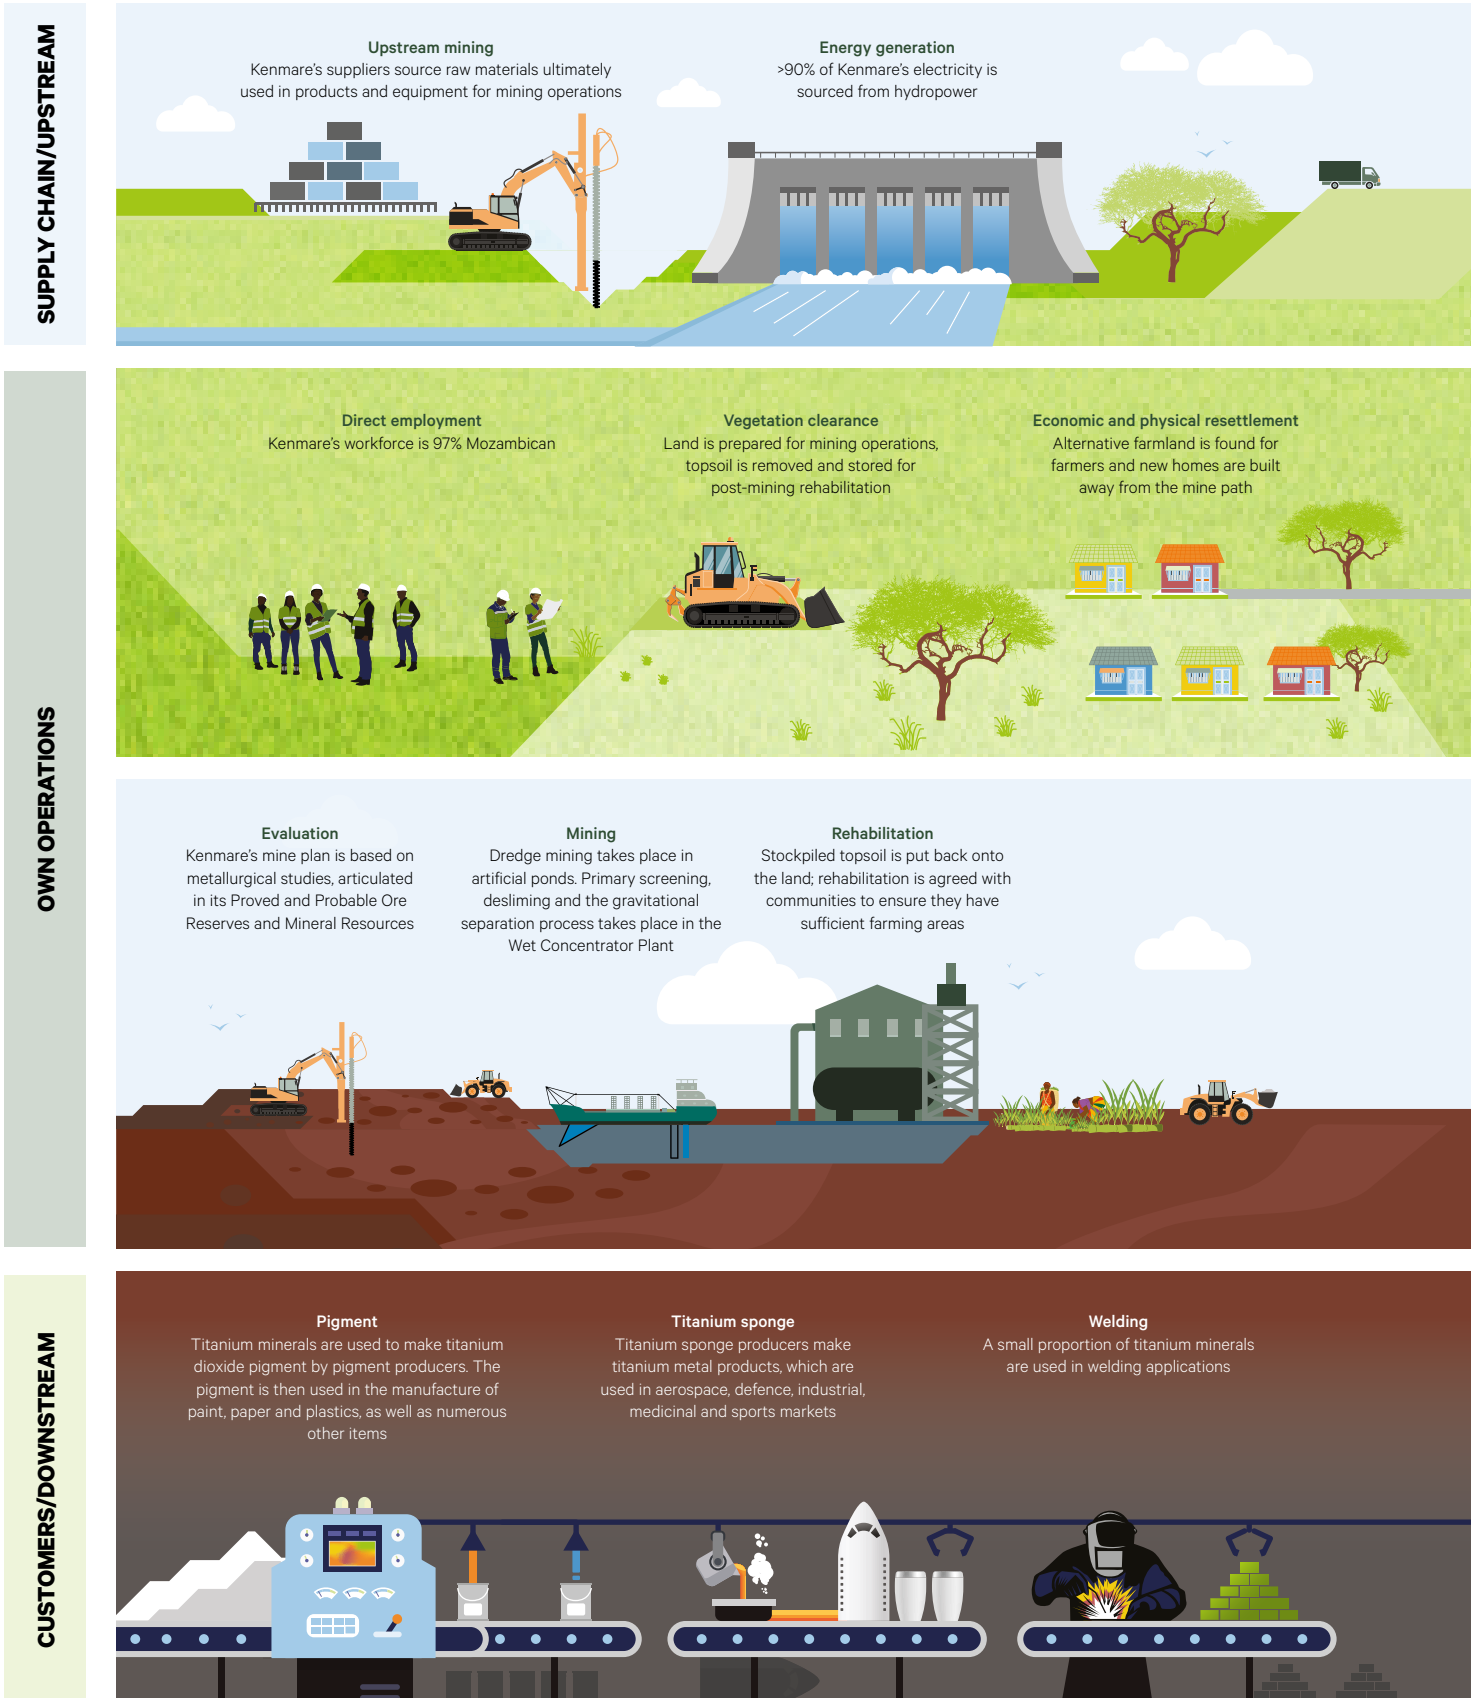 SUPPLY CHAIN/UPSTREAM
Upstream mining
Kenmare's suppliers source raw materials ultimately
used in products and equipment for mining operations
Energy generation
>90% of Kenmare's electricity is
sourced from hydropower
OWN OPERATIONS
Direct employment
Kenmare's workforce is 97% Mozambican
Vegetation clearance
Land is prepared for mining operations,
topsoil is removed and stored for
post-mining rehabilitation
Economic and physical resettlement
Alternative farmland is found for
farmers and new homes are built
away from the mine path
Evaluation
Kenmare's mine plan is based on
metallurgical studies, articulated
in its Proved and Probable Ore
Reserves and Mineral Resources
Mining
Dredge mining takes place in
artificial ponds. Primary screening,
desliming and the gravitational
separation process takes place in the
Wet Concentrator Plant
Rehabilitation
Stockpiled topsoil is put back onto
the land; rehabilitation is agreed with
communities to ensure they have
sufficient farming areas
CUSTOMERS/DOWNSTREAM
Pigment
Titanium minerals are used to make titanium
dioxide pigment by pigment producers. The
pigment is then used in the manufacture of
paint, paper and plastics, as well as numerous
other items
Titanium sponge
Titanium sponge producers make
titanium metal products, which are
used in aerospace, defence, industrial,
medicinal and sports markets
Welding
A small proportion of titanium minerals
are used in welding applications